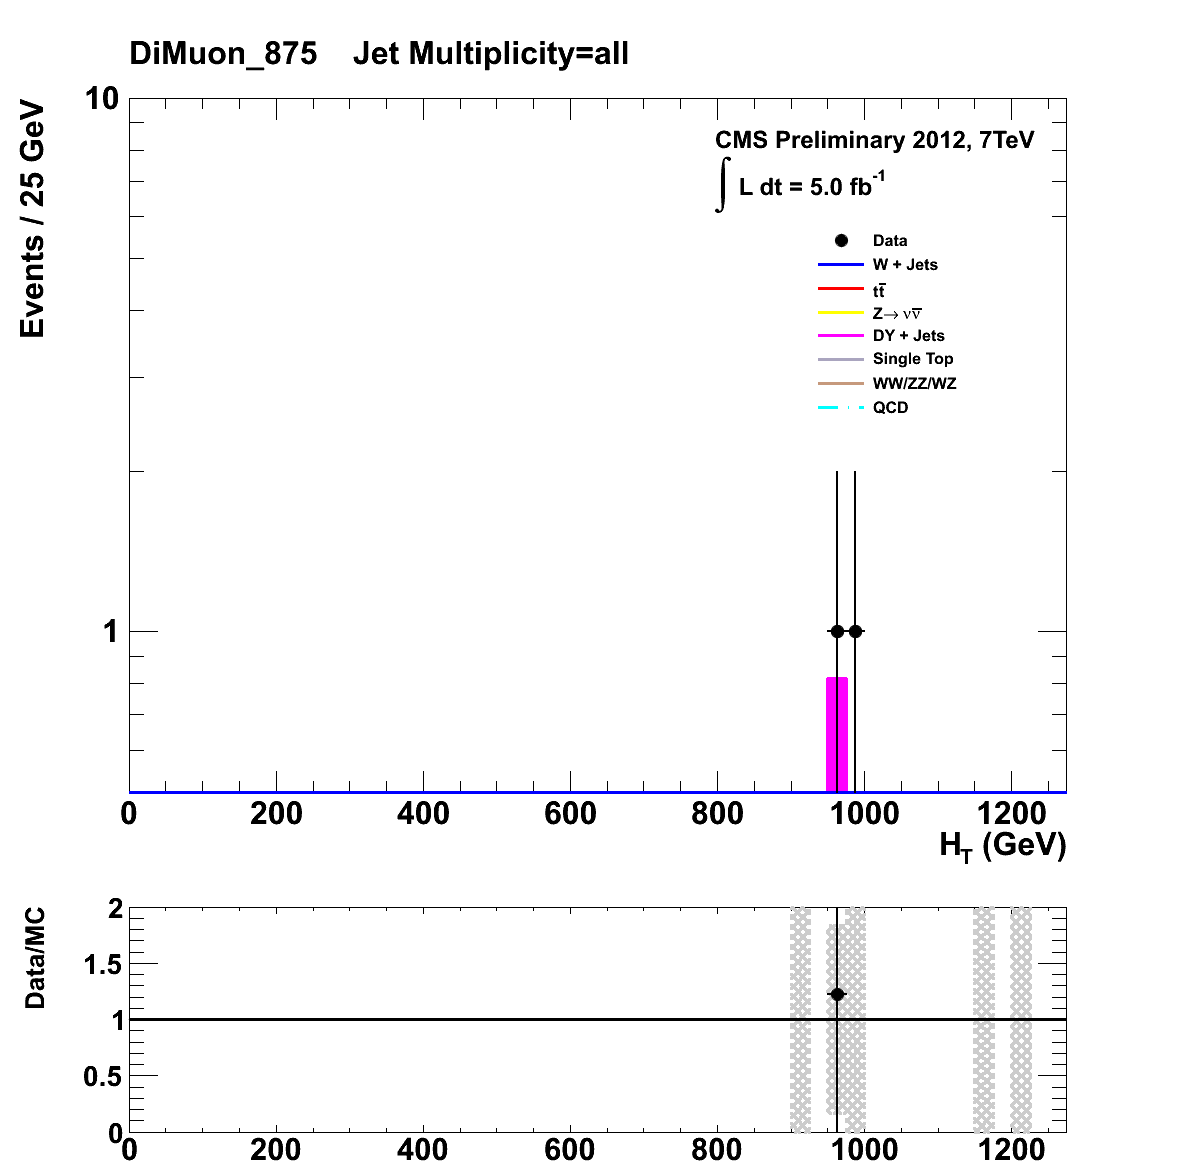 DiMuon_875 Jet Multiplicity=all
10
Events / 25 GeV
CMS Preliminary 2012, 7TeV
∫ L dt = 5.0 fb⁻¹
Data
W + Jets
tt̅
Z→ νν̅
DY + Jets
Single Top
WW/ZZ/WZ
QCD
1
0 200 400 600 800 1000 1200
H_T (GeV)
Data/MC
2
1.5
1
0.5
0
0 200 400 600 800 1000 1200